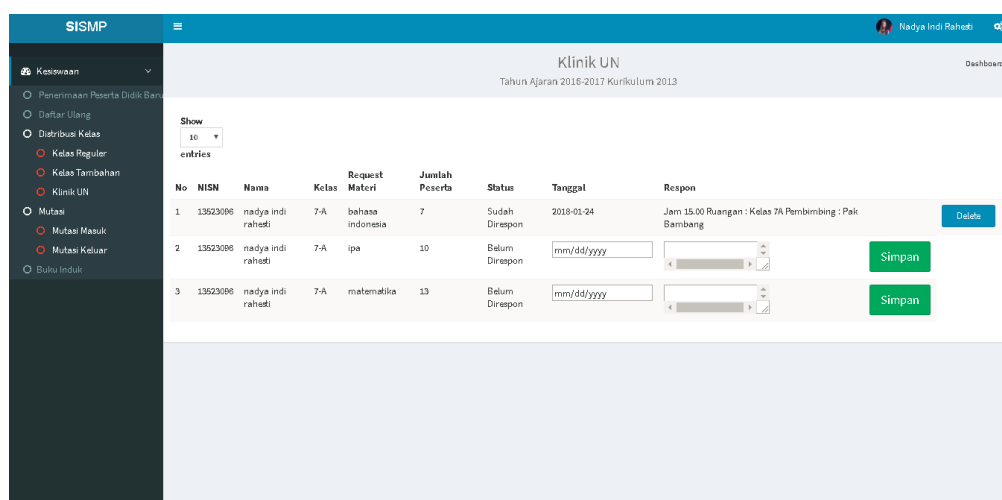 SISMP
Nadya Indi Rahesti
Kesiswaan
Penerimaan Peserta Didik Baru
Daftar Ulang
Distribusi Kelas
Kelas Reguler
Kelas Tambahan
Klinik UN
Mutasi
Mutasi Masuk
Mutasi Keluar
Buku Induk
Klinik UN
Tahun Ajaran 2016-2017 Kurikulum 2013
Dashboard
Show
10
entries
No NISN Nama Kelas Request Materi Jumlah Peserta Status Tanggal Respon
1 13523096 nadya indi rahesti 7-A bahasa indonesia 7 Sudah Direspon 2018-01-24 Jam 15.00 Ruangan : Kelas 7A Pembimbing : Pak Bambang Delete
2 13523096 nadya indi rahesti 7-A ipa 10 Belum Direspon mm/dd/yyyy Simpan
3 13523096 nadya indi rahesti 7-A matematika 13 Belum Direspon mm/dd/yyyy Simpan